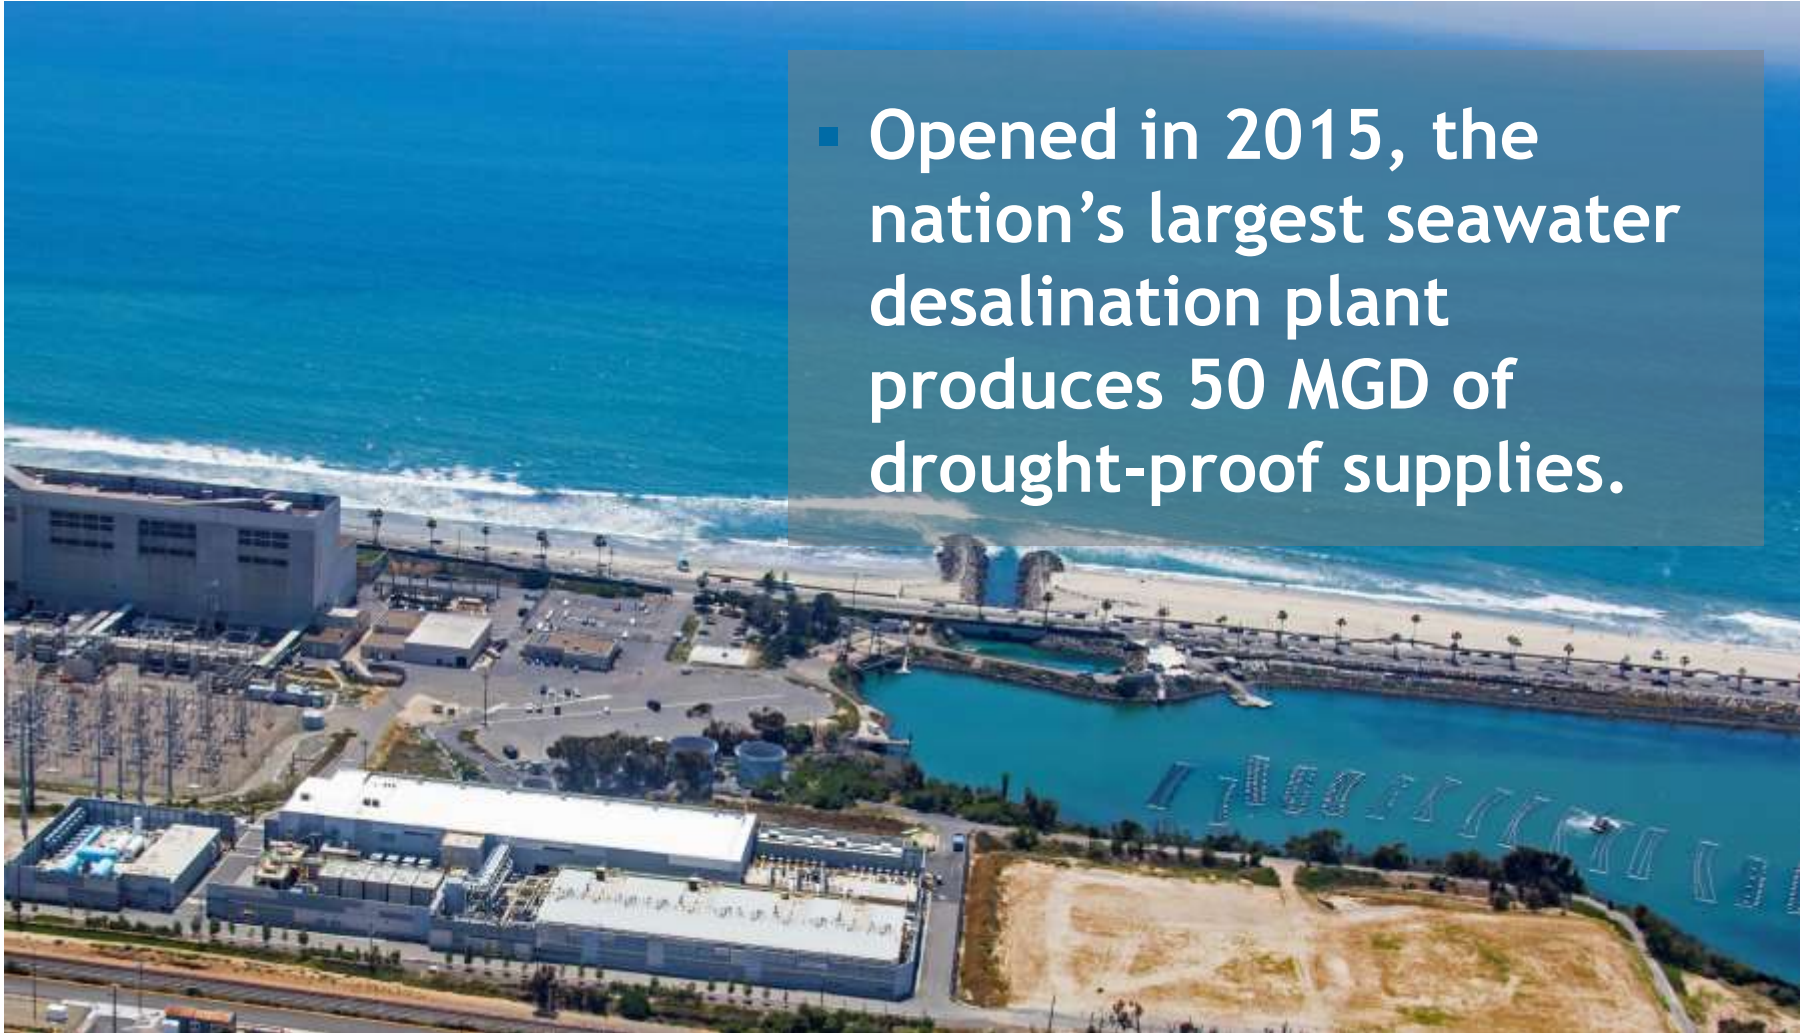 Opened in 2015, the
nation’s largest seawater
desalination plant
produces 50 MGD of
drought-proof supplies.